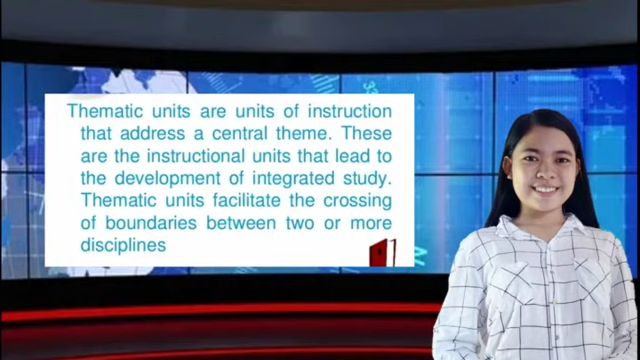 Thematic units are units of instruction
that address a central theme. These
are the instructional units that lead to
the development of integrated study.
Thematic units facilitate the crossing
of boundaries between two or more
disciplines